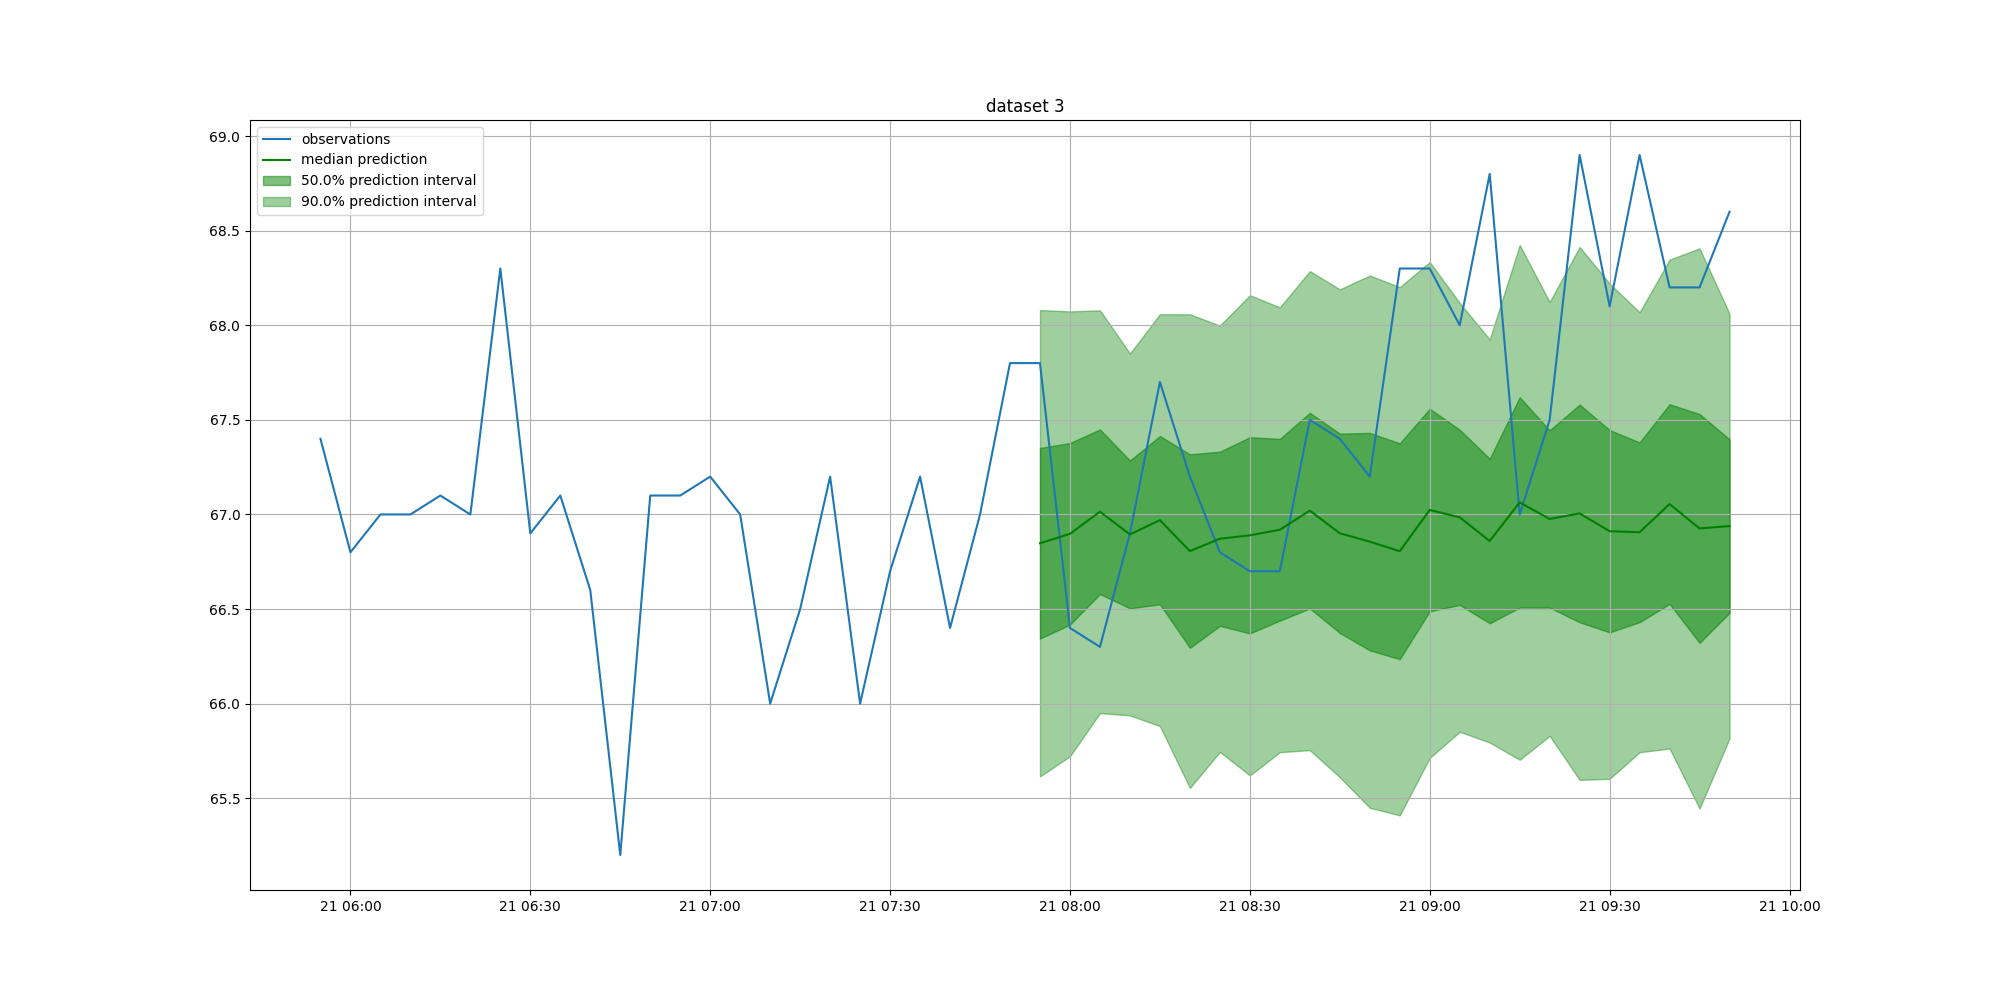 dataset 3
observations
median prediction
50.0% prediction interval
90.0% prediction interval
69.0
68.5
68.0
67.5
67.0
66.5
66.0
65.5
21 06:00 21 06:30 21 07:00 21 07:30 21 08:00 21 08:30 21 09:00 21 09:30 21 10:00